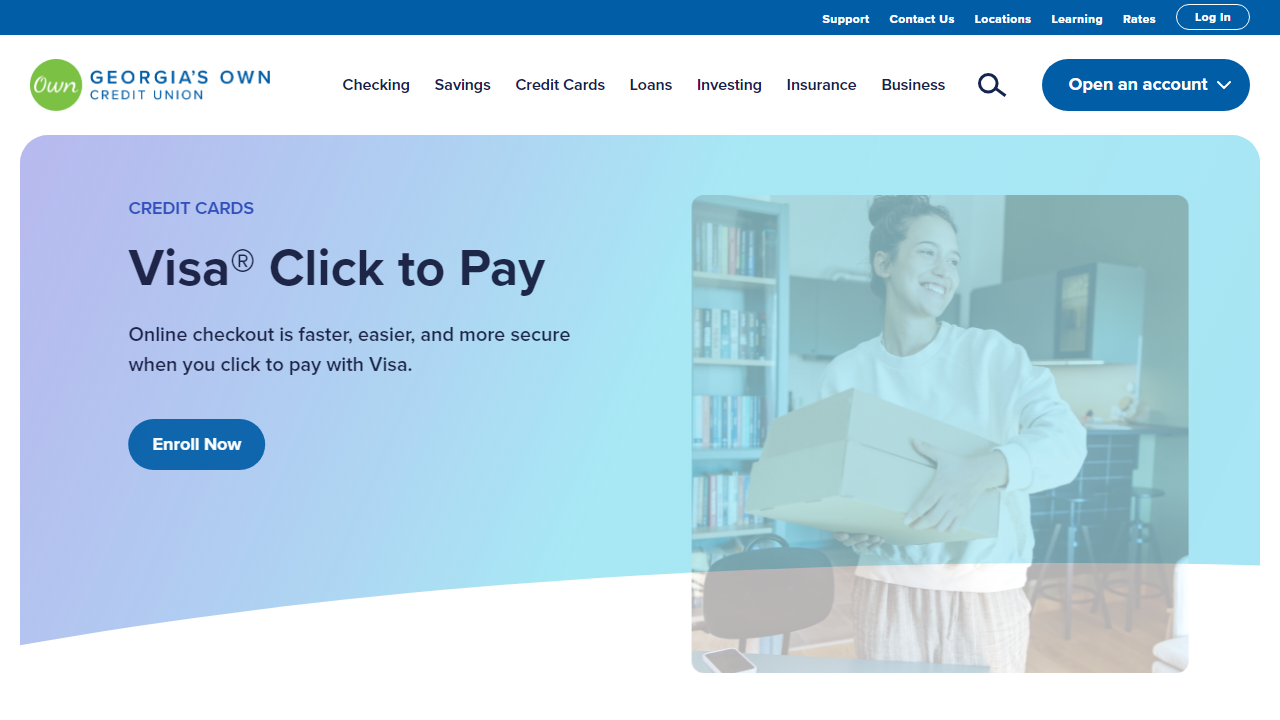 Support Contact Us Locations Learning Rates Log In
Own GEORGIA'S OWN
CREDIT UNION
Checking Savings Credit Cards Loans Investing Insurance Business Open an account
CREDIT CARDS
Visa® Click to Pay
Online checkout is faster, easier, and more secure
when you click to pay with Visa.
Enroll Now